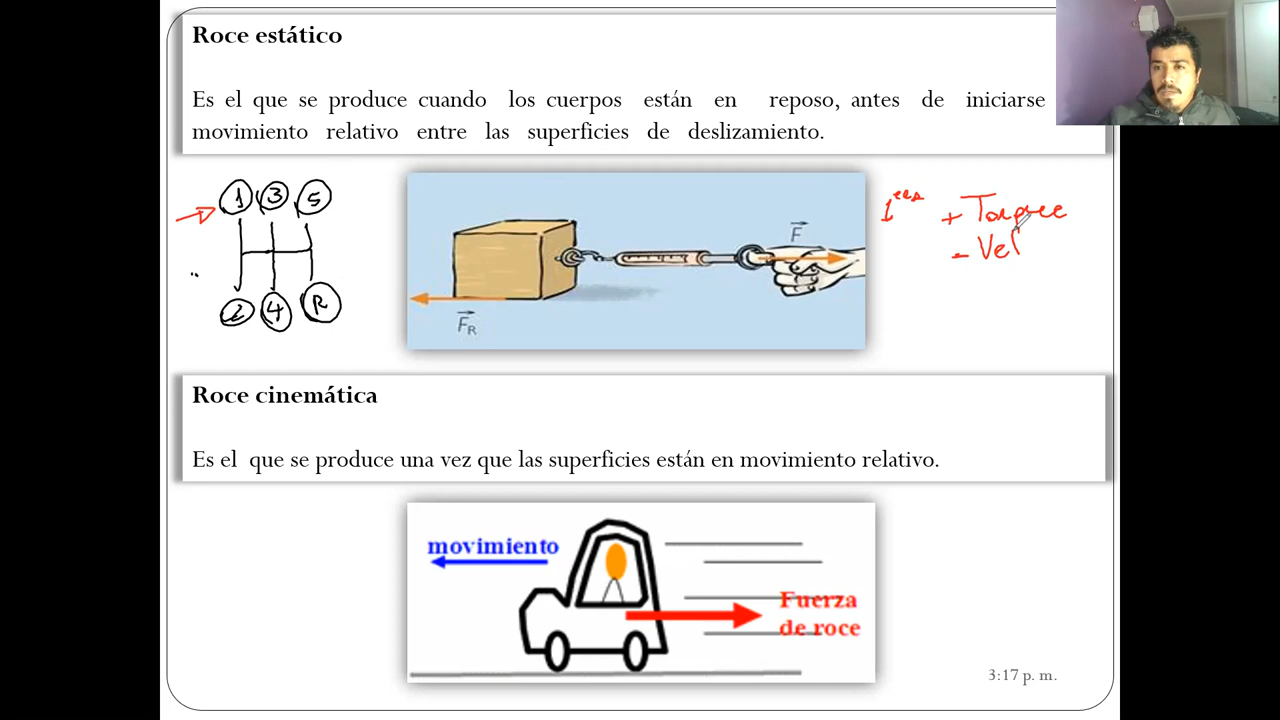 Roce estático
Es el que se produce cuando los cuerpos están en reposo, antes de iniciarse
movimiento relativo entre las superficies de deslizamiento.
1 3 5
2 4 R
F
F_R
1era + Torque
- Vel
Roce cinemática
Es el que se produce una vez que las superficies están en movimiento relativo.
movimiento
Fuerza
de roce
3:17 p. m.